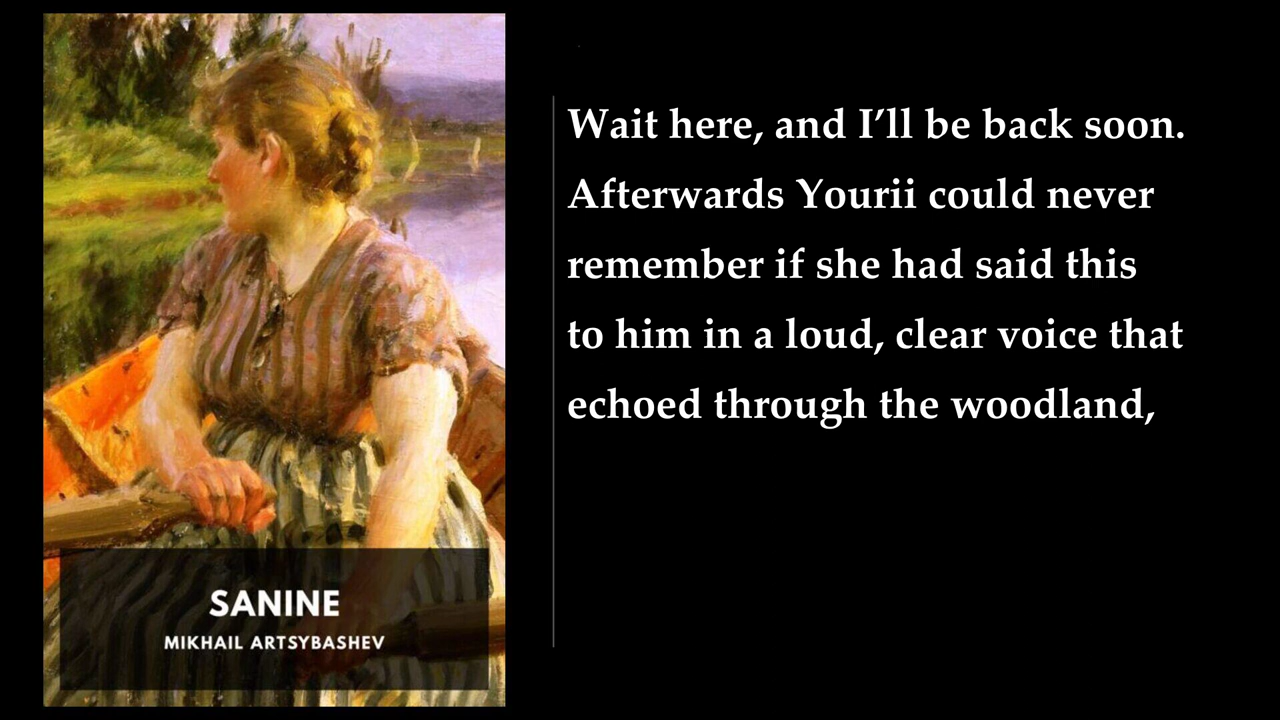 SANINE
MIKHAIL ARTSYBASHEV
Wait here, and I’ll be back soon.
Afterwards Yourii could never
remember if she had said this
to him in a loud, clear voice that
echoed through the woodland,